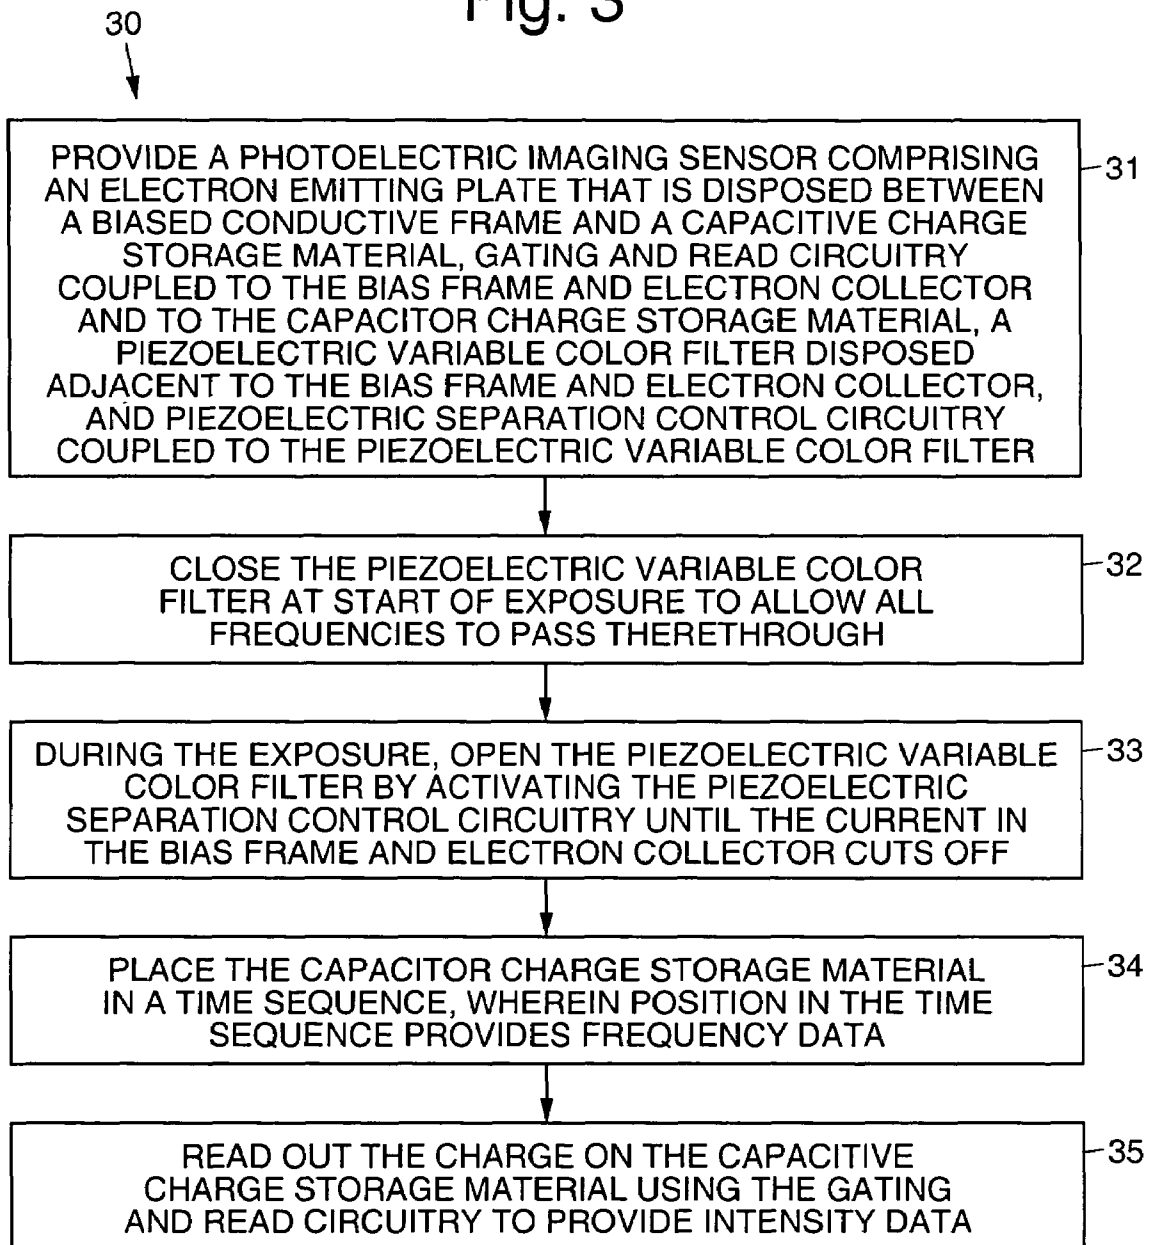 Fig. 3
30
PROVIDE A PHOTOELECTRIC IMAGING SENSOR COMPRISING
AN ELECTRON EMITTING PLATE THAT IS DISPOSED BETWEEN
A BIASED CONDUCTIVE FRAME AND A CAPACITIVE CHARGE
STORAGE MATERIAL, GATING AND READ CIRCUITRY
COUPLED TO THE BIAS FRAME AND ELECTRON COLLECTOR
AND TO THE CAPACITOR CHARGE STORAGE MATERIAL, A
PIEZOELECTRIC VARIABLE COLOR FILTER DISPOSED
ADJACENT TO THE BIAS FRAME AND ELECTRON COLLECTOR,
AND PIEZOELECTRIC SEPARATION CONTROL CIRCUITRY
COUPLED TO THE PIEZOELECTRIC VARIABLE COLOR FILTER
31
CLOSE THE PIEZOELECTRIC VARIABLE COLOR
FILTER AT START OF EXPOSURE TO ALLOW ALL
FREQUENCIES TO PASS THERETHROUGH
32
DURING THE EXPOSURE, OPEN THE PIEZOELECTRIC VARIABLE
COLOR FILTER BY ACTIVATING THE PIEZOELECTRIC
SEPARATION CONTROL CIRCUITRY UNTIL THE CURRENT IN
THE BIAS FRAME AND ELECTRON COLLECTOR CUTS OFF
33
PLACE THE CAPACITOR CHARGE STORAGE MATERIAL
IN A TIME SEQUENCE, WHEREIN POSITION IN THE TIME
SEQUENCE PROVIDES FREQUENCY DATA
34
READ OUT THE CHARGE ON THE CAPACITIVE
CHARGE STORAGE MATERIAL USING THE GATING
AND READ CIRCUITRY TO PROVIDE INTENSITY DATA
35